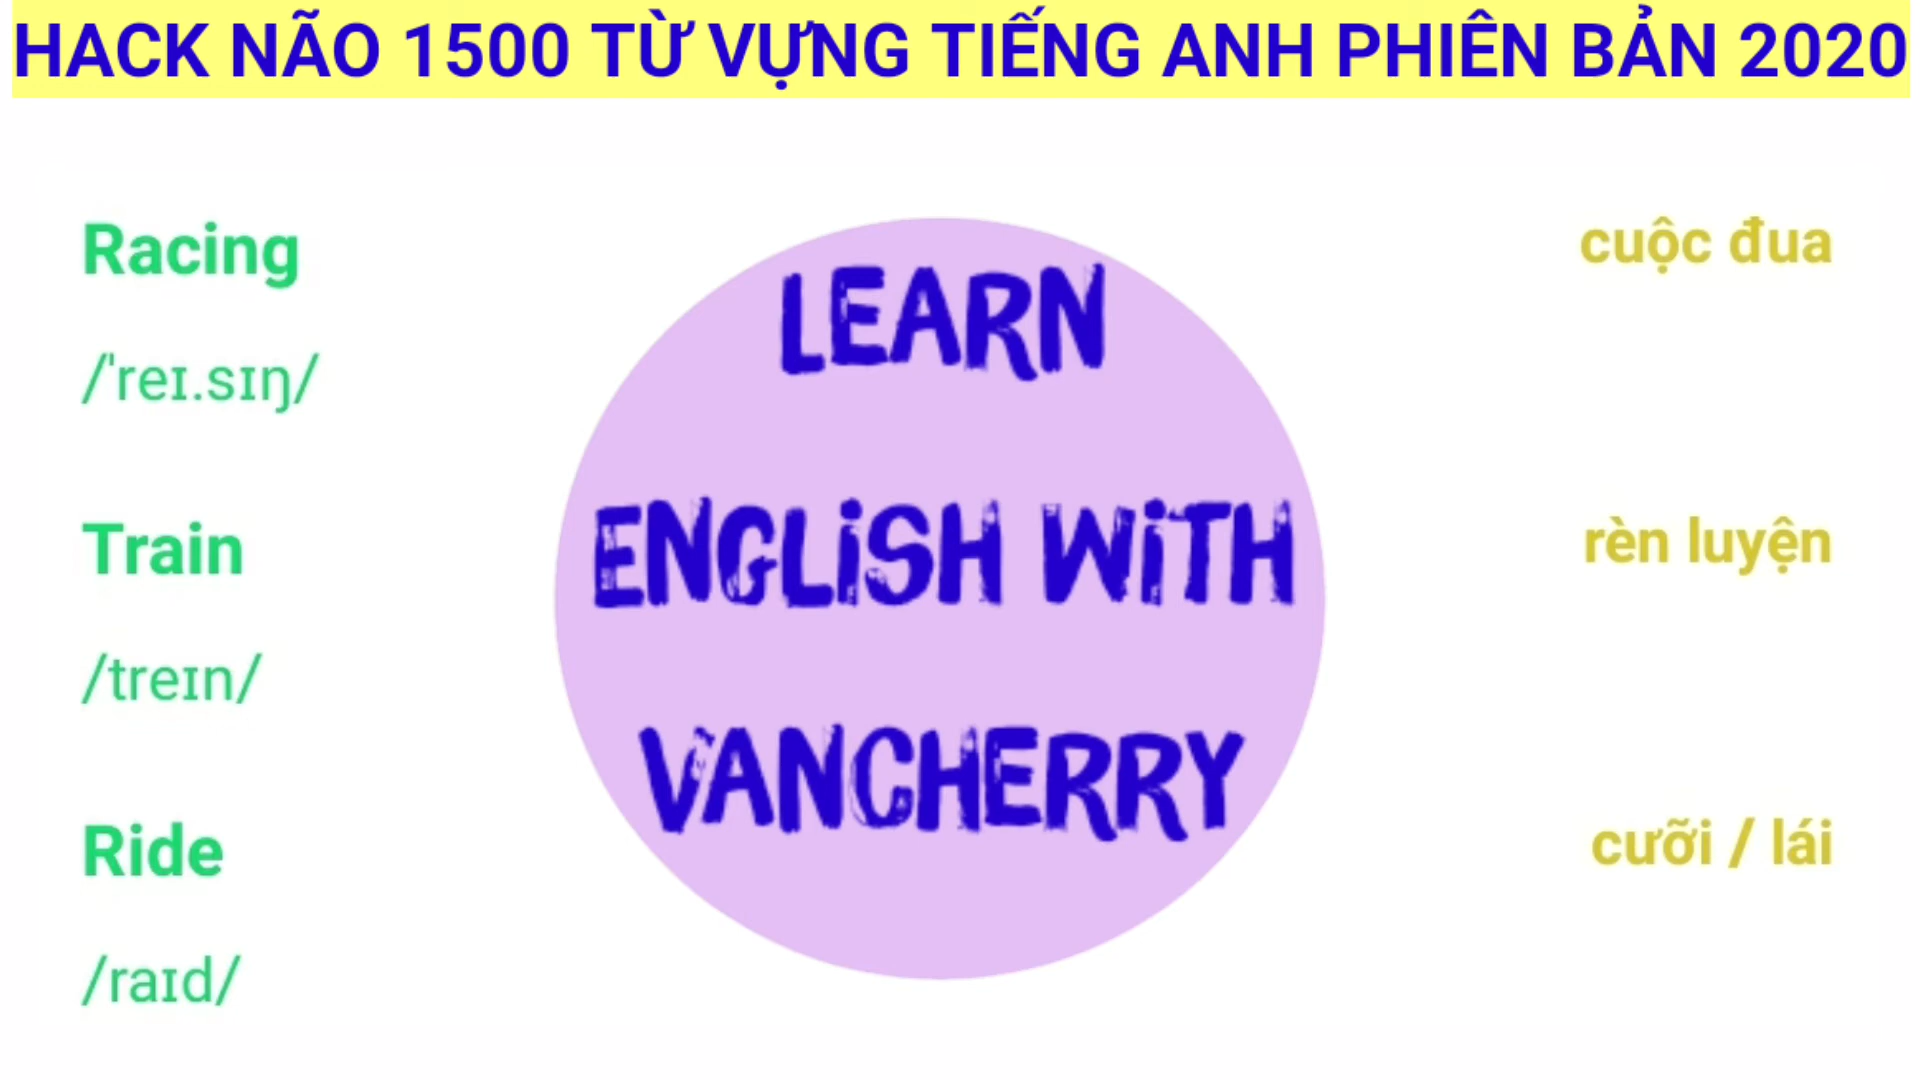 HACK NÃO 1500 TỪ VỰNG TIẾNG ANH PHIÊN BẢN 2020
Racing
/ˈreɪ.sɪŋ/
Train
/treɪn/
Ride
/raɪd/
LEARN
ENGLiSH WiTH
VANCHERRY
cuộc đua
rèn luyện
cưỡi / lái